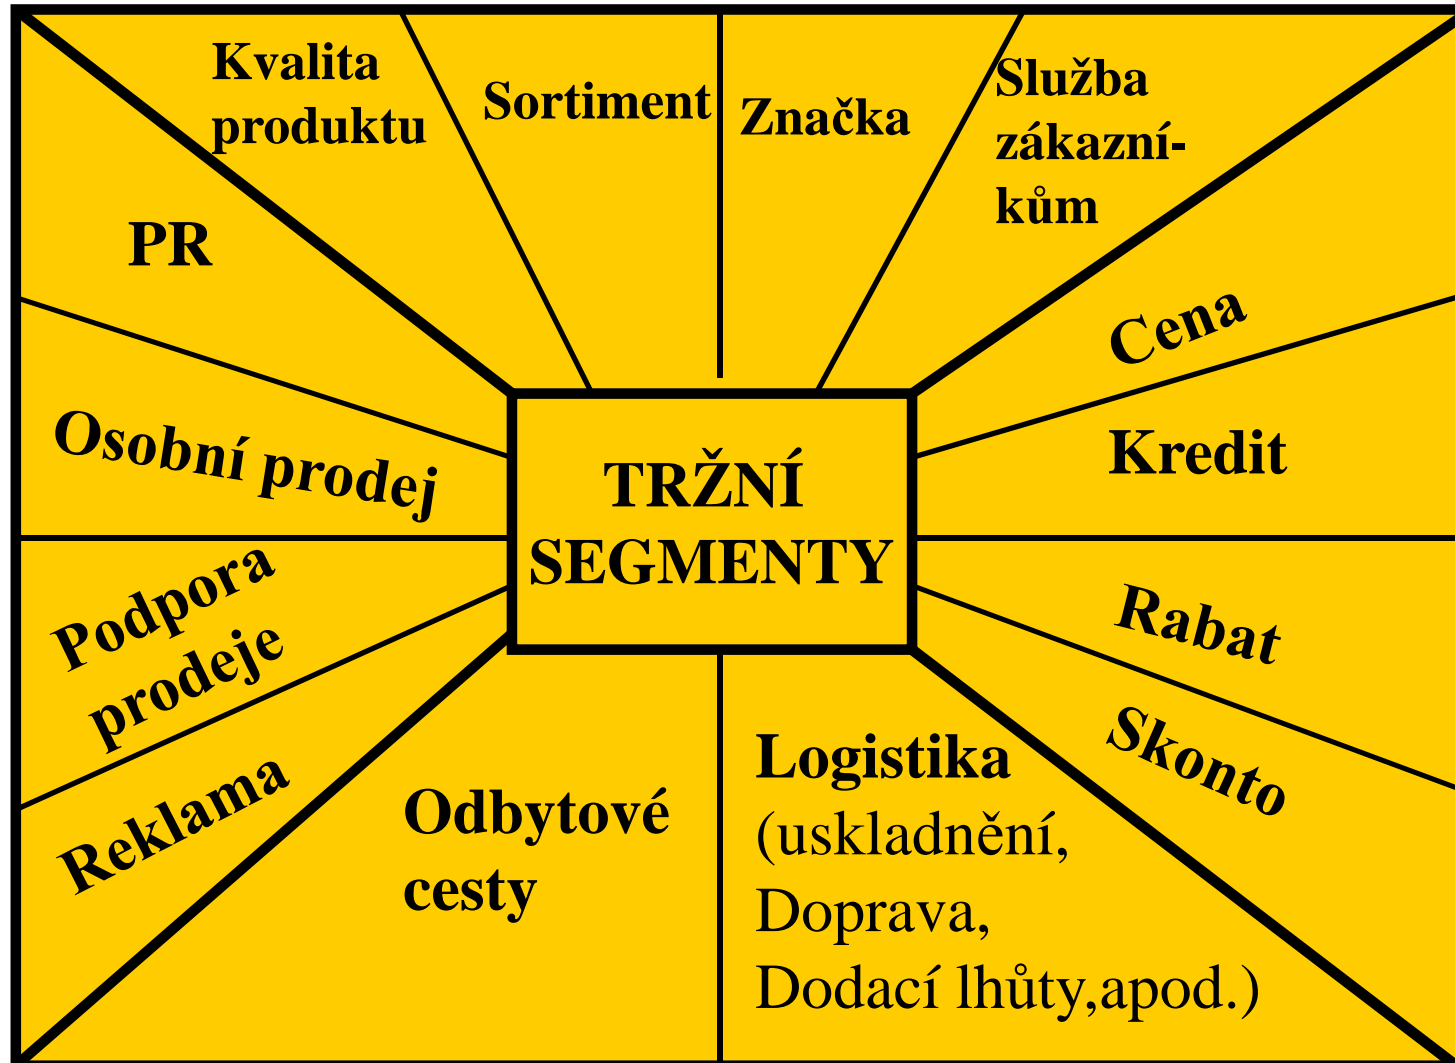 Kvalita
produktu
Sortiment
Značka
Služba
zákazní-
kům
PR
Cena
Osobní prodej
Kredit
TRŽNÍ
SEGMENTY
Podpora
prodeje
Rabat
Reklama
Skonto
Odbytové
cesty
Logistika
(uskladnění,
Doprava,
Dodací lhůty,apod.)